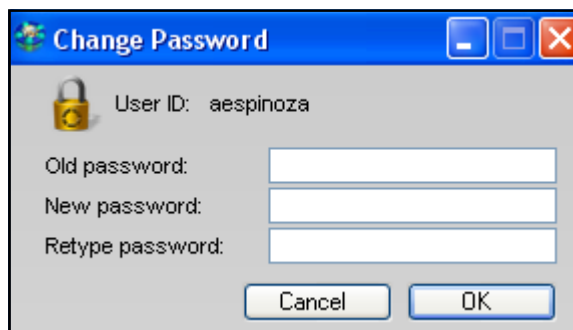 Change Password
User ID: aespinoza
Old password:
New password:
Retype password:
Cancel OK